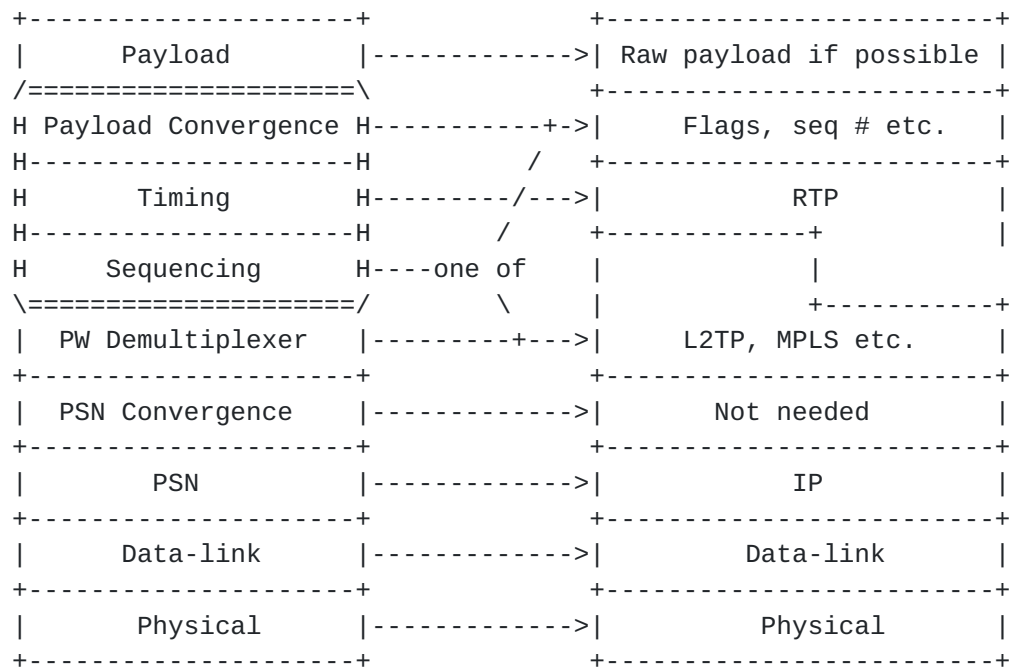 +---------------------+              +-------------------------+
|       Payload       |------------->| Raw payload if possible |
/=====================\              +-------------------------+
H Payload Convergence H-----------+->|    Flags, seq # etc.    |
H---------------------H          /   +-------------------------+
H       Timing        H---------/--->|           RTP           |
H---------------------H        /     +-------------+           |
H     Sequencing      H----one of    |             |
\=====================/        \     |             +-----------+
|  PW Demultiplexer   |---------+--->|     L2TP, MPLS etc.     |
+---------------------+              +-------------------------+
|  PSN Convergence    |------------->|       Not needed        |
+---------------------+              +-------------------------+
|        PSN          |------------->|            IP           |
+---------------------+              +-------------------------+
|      Data-link      |------------->|         Data-link       |
+---------------------+              +-------------------------+
|       Physical      |------------->|          Physical       |
+---------------------+              +-------------------------+